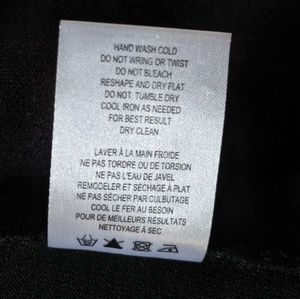 HAND WASH COLD
DO NOT WRING OR TWIST
DO NOT BLEACH
RESHAPE AND DRY FLAT
DO NOT TUMBLE DRY
COOL IRON AS NEEDED
FOR BEST RESULT
DRY CLEAN
LAVER À LA MAIN FROIDE
NE PAS TORDRE OU DE TORSION
NE PAS L'EAU DE JAVEL
REMODELER ET SÉCHAGE À PLAT
NE PAS SÉCHER PAR CULBUTAGE
COOL LE FER AU BESOIN
POUR DE MEILLEURS RÉSULTATS
NETTOYAGE À SEC